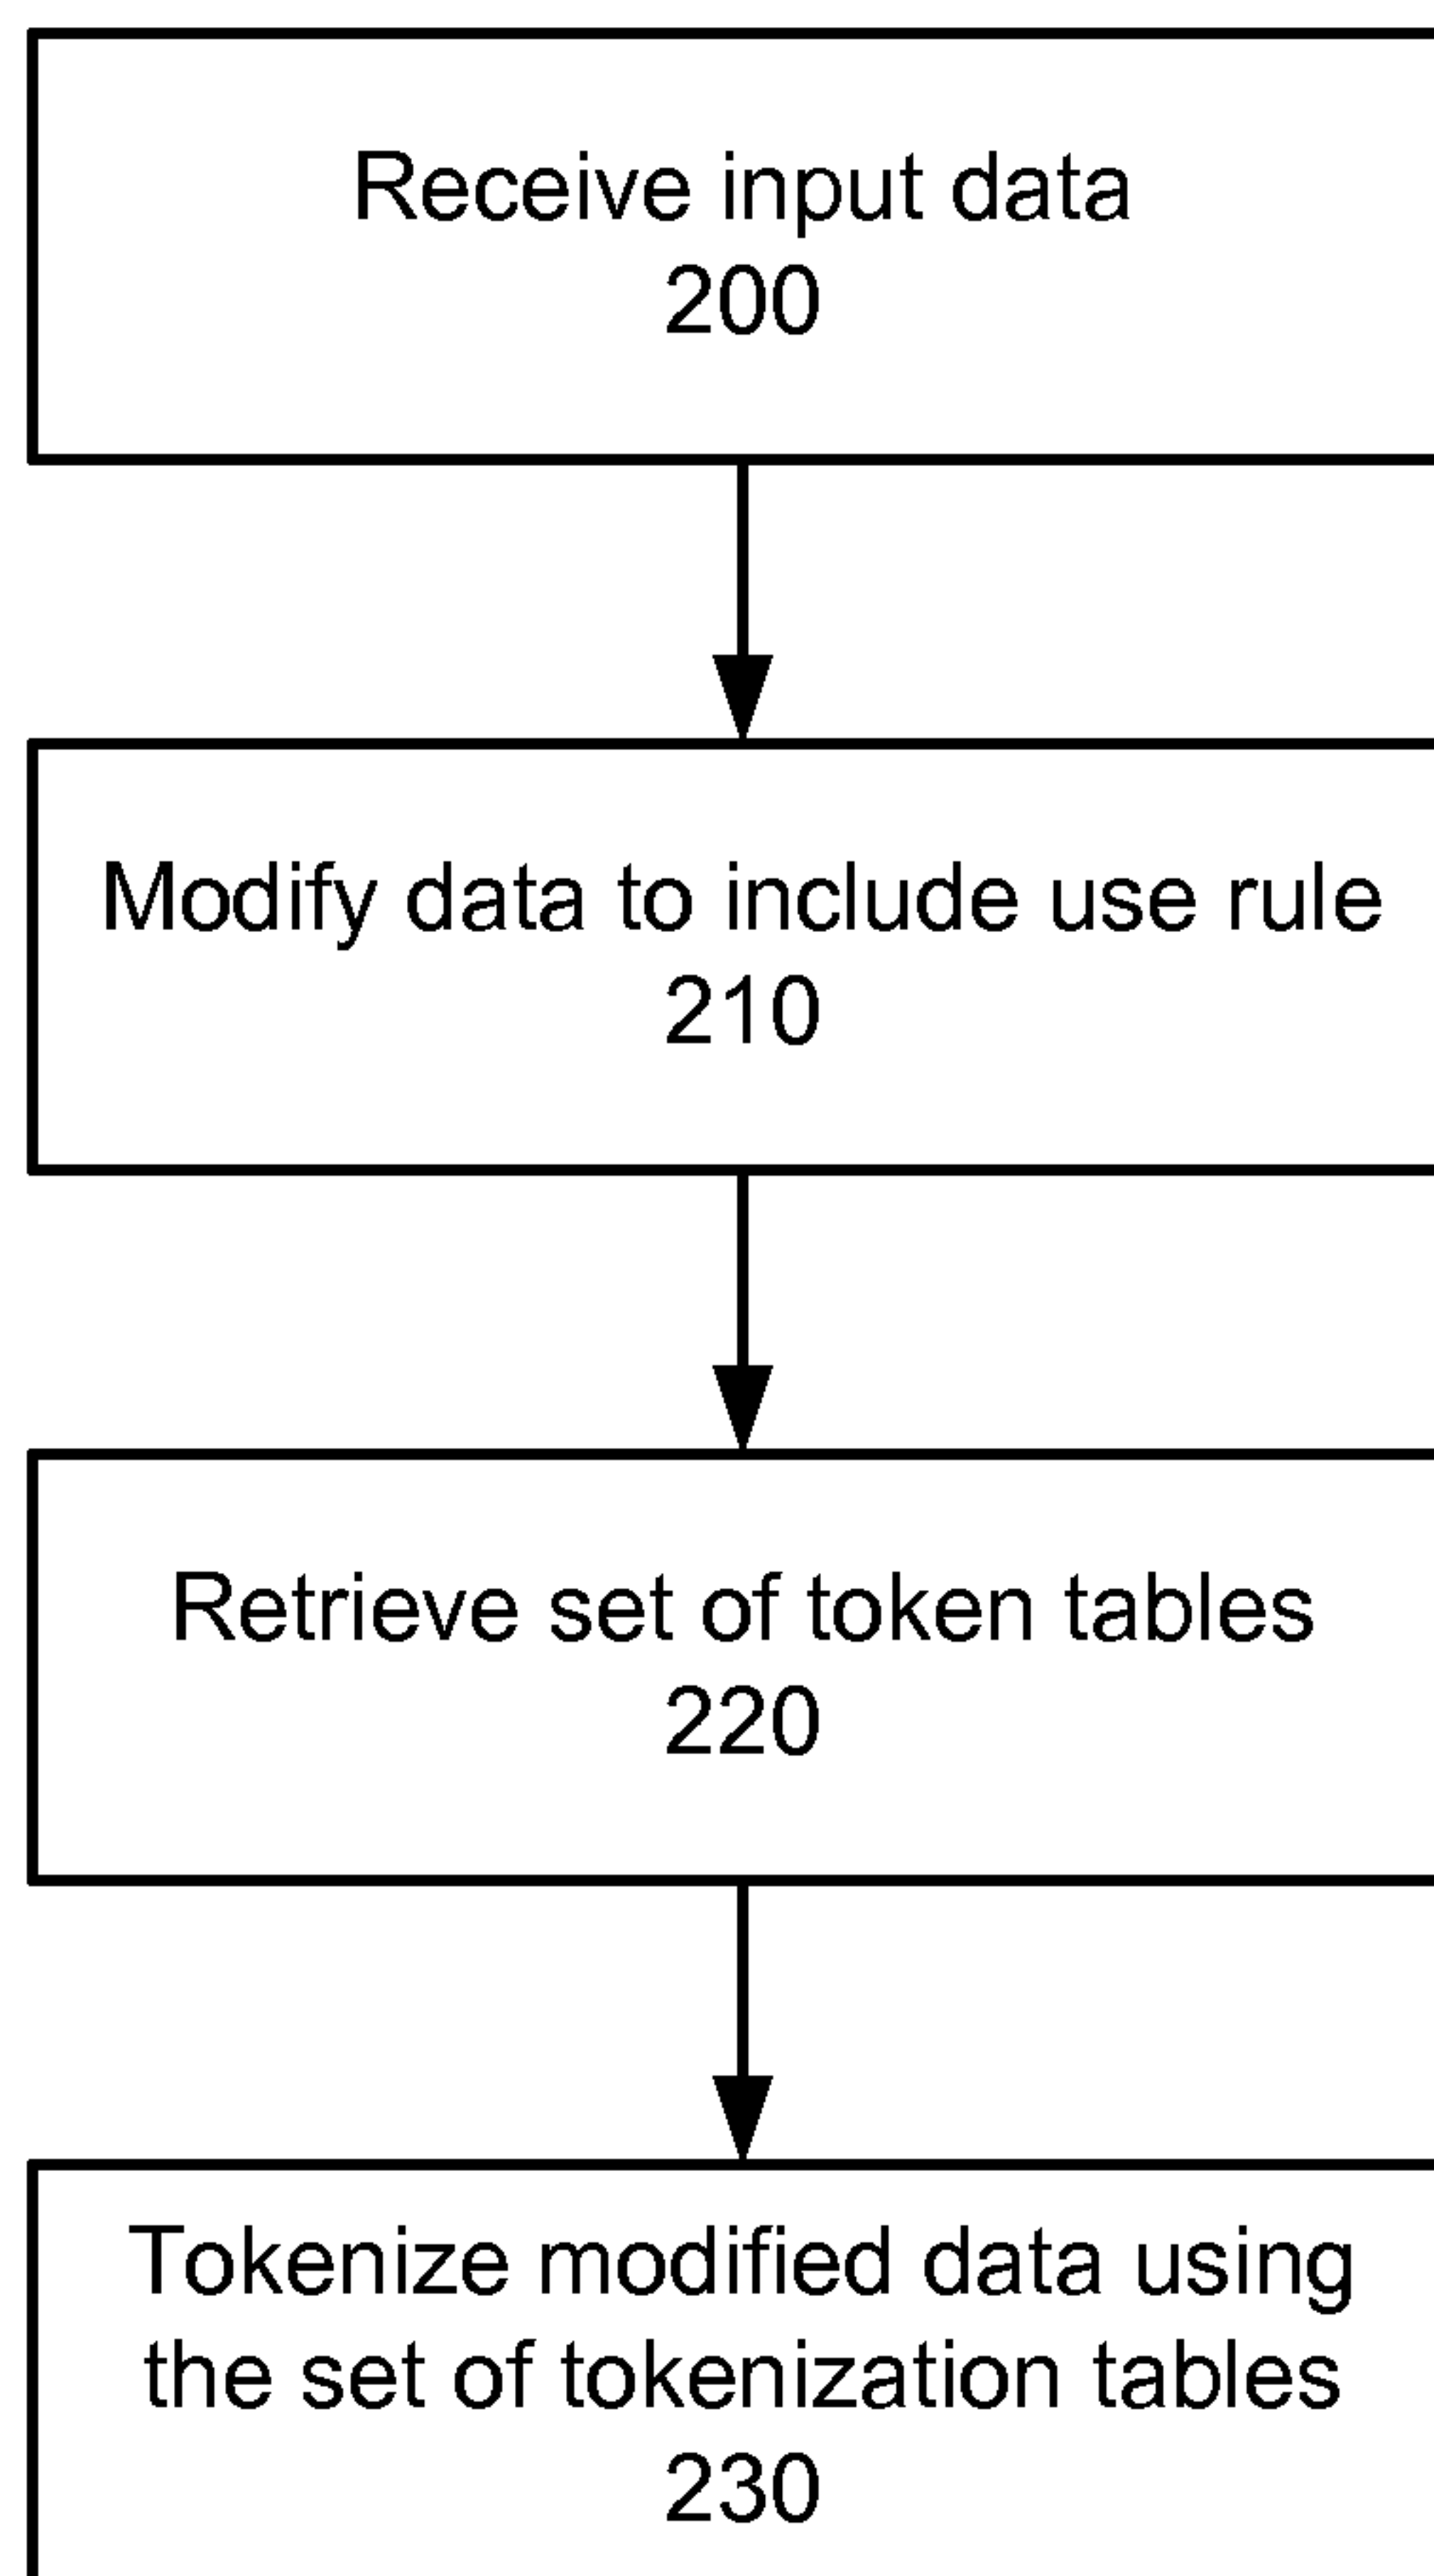 Receive input data
200
Modify data to include use rule
210
Retrieve set of token tables
220
Tokenize modified data using
the set of tokenization tables
230